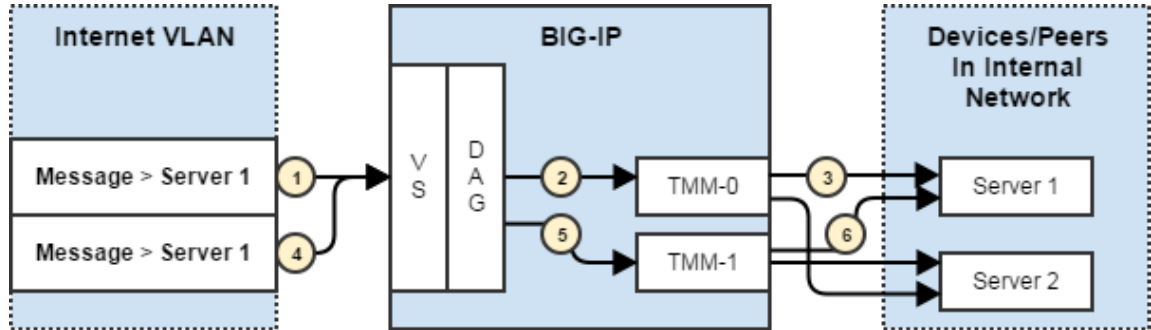 Internet VLAN
BIG-IP
Devices/Peers
In Internal
Network
Message > Server 1
1
V
S
D
A
G
2
TMM-0
3
Server 1
Message > Server 1
4
5
TMM-1
6
Server 2